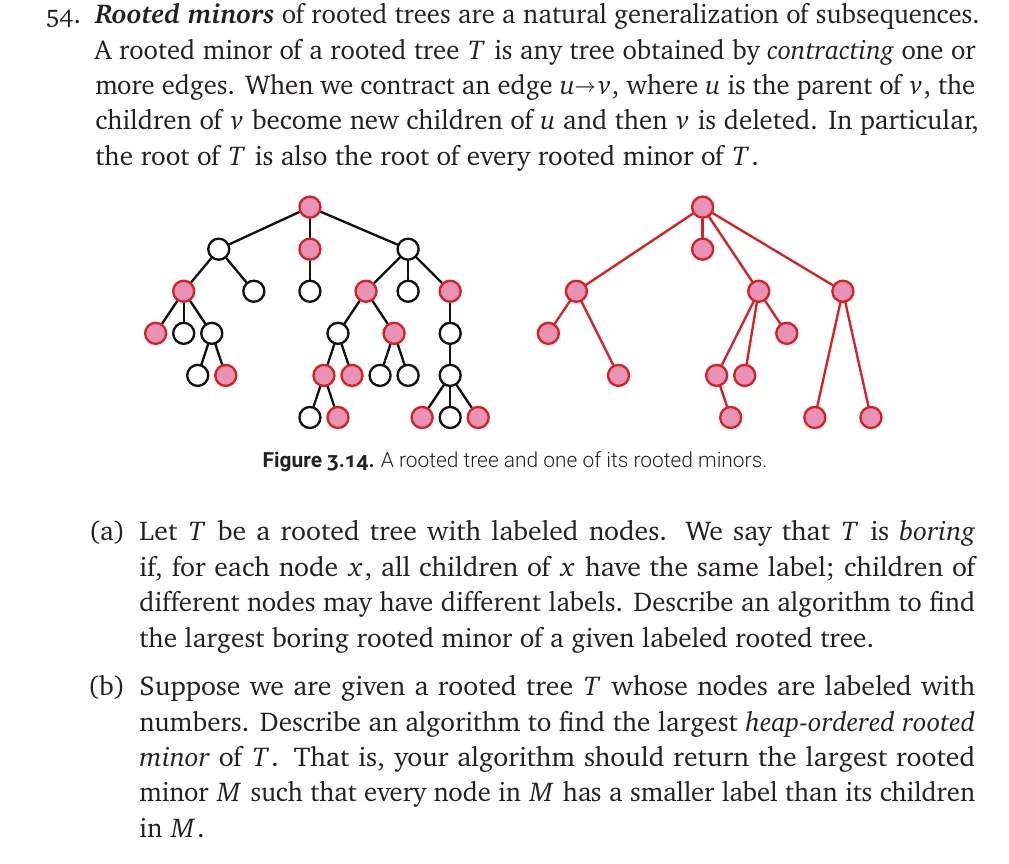 54. Rooted minors of rooted trees are a natural generalization of subsequences.
A rooted minor of a rooted tree T is any tree obtained by contracting one or
more edges. When we contract an edge u→v, where u is the parent of v, the
children of v become new children of u and then v is deleted. In particular,
the root of T is also the root of every rooted minor of T.
Figure 3.14. A rooted tree and one of its rooted minors.
(a) Let T be a rooted tree with labeled nodes. We say that T is boring
if, for each node x, all children of x have the same label; children of
different nodes may have different labels. Describe an algorithm to find
the largest boring rooted minor of a given labeled rooted tree.
(b) Suppose we are given a rooted tree T whose nodes are labeled with
numbers. Describe an algorithm to find the largest heap-ordered rooted
minor of T. That is, your algorithm should return the largest rooted
minor M such that every node in M has a smaller label than its children
in M.